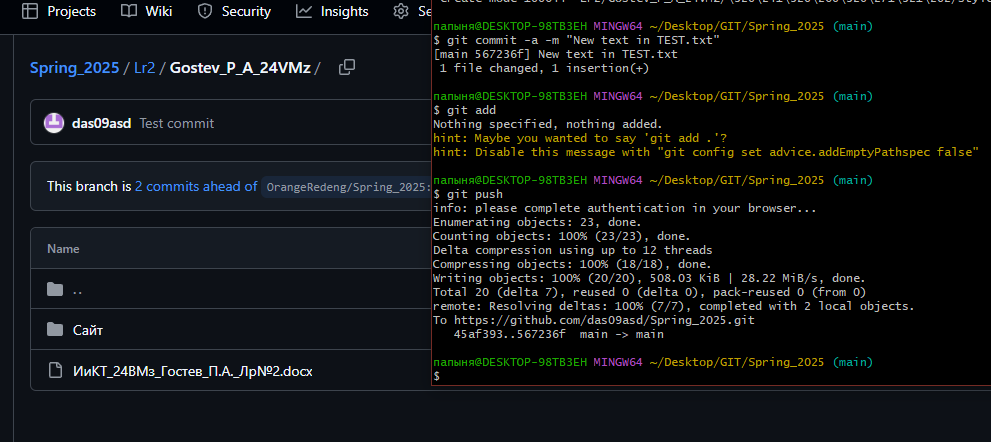 Projects Wiki Security Insights Se
Spring_2025 / Lr2 / Gostev_P_A_24VMz /
das09asd Test commit
This branch is 2 commits ahead of OrangeRedeng/Spring_2025:
Name
..
Сайт
ИиКТ_24ВМз_Гостев_П.А._Лр№2.docx
папыня@DESKTOP-98TB3EH MINGW64 ~/Desktop/GIT/Spring_2025 (main)
$ git commit -a -m "New text in TEST.txt"
[main 567236f] New text in TEST.txt
1 file changed, 1 insertion(+)
папыня@DESKTOP-98TB3EH MINGW64 ~/Desktop/GIT/Spring_2025 (main)
$ git add
Nothing specified, nothing added.
hint: Maybe you wanted to say 'git add .'?
hint: Disable this message with "git config set advice.addEmptyPathspec false"
папыня@DESKTOP-98TB3EH MINGW64 ~/Desktop/GIT/Spring_2025 (main)
$ git push
info: please complete authentication in your browser...
Enumerating objects: 23, done.
Counting objects: 100% (23/23), done.
Delta compression using up to 12 threads
Compressing objects: 100% (18/18), done.
Writing objects: 100% (20/20), 508.03 KiB | 28.22 MiB/s, done.
Total 20 (delta 7), reused 0 (delta 0), pack-reused 0 (from 0)
remote: Resolving deltas: 100% (7/7), completed with 2 local objects.
To https://github.com/das09asd/Spring_2025.git
45af393..567236f main -> main
папыня@DESKTOP-98TB3EH MINGW64 ~/Desktop/GIT/Spring_2025 (main)
$